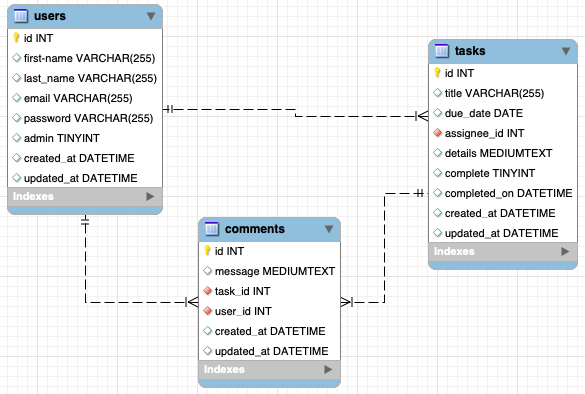 users
id INT
first-name VARCHAR(255)
last_name VARCHAR(255)
email VARCHAR(255)
password VARCHAR(255)
admin TINYINT
created_at DATETIME
updated_at DATETIME
Indexes
tasks
id INT
title VARCHAR(255)
due_date DATE
assignee_id INT
details MEDIUMTEXT
complete TINYINT
completed_on DATETIME
created_at DATETIME
updated_at DATETIME
Indexes
comments
id INT
message MEDIUMTEXT
task_id INT
user_id INT
created_at DATETIME
updated_at DATETIME
Indexes